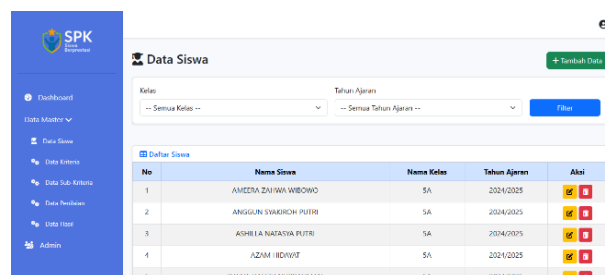 SPK
Siswa
Berprestasi
Dashboard
Data Master
Data Siswa
Data Kriteria
Data Sub-Kriteria
Data Penilaian
Data Hasil
Admin
Data Siswa
+ Tambah Data
Kelas
Tahun Ajaran
-- Semua Kelas --
-- Semua Tahun Ajaran --
Filter
Daftar Siswa
No Nama Siswa Nama Kelas Tahun Ajaran Aksi
1 AMEERA ZAHWA WIBOWO 5A 2024/2025
2 ANGGUN SYAKIROH PUTRI 5A 2024/2025
3 ASHILLA NATASYA PUTRI 5A 2024/2025
4 AZAM HIDAYAT 5A 2024/2025